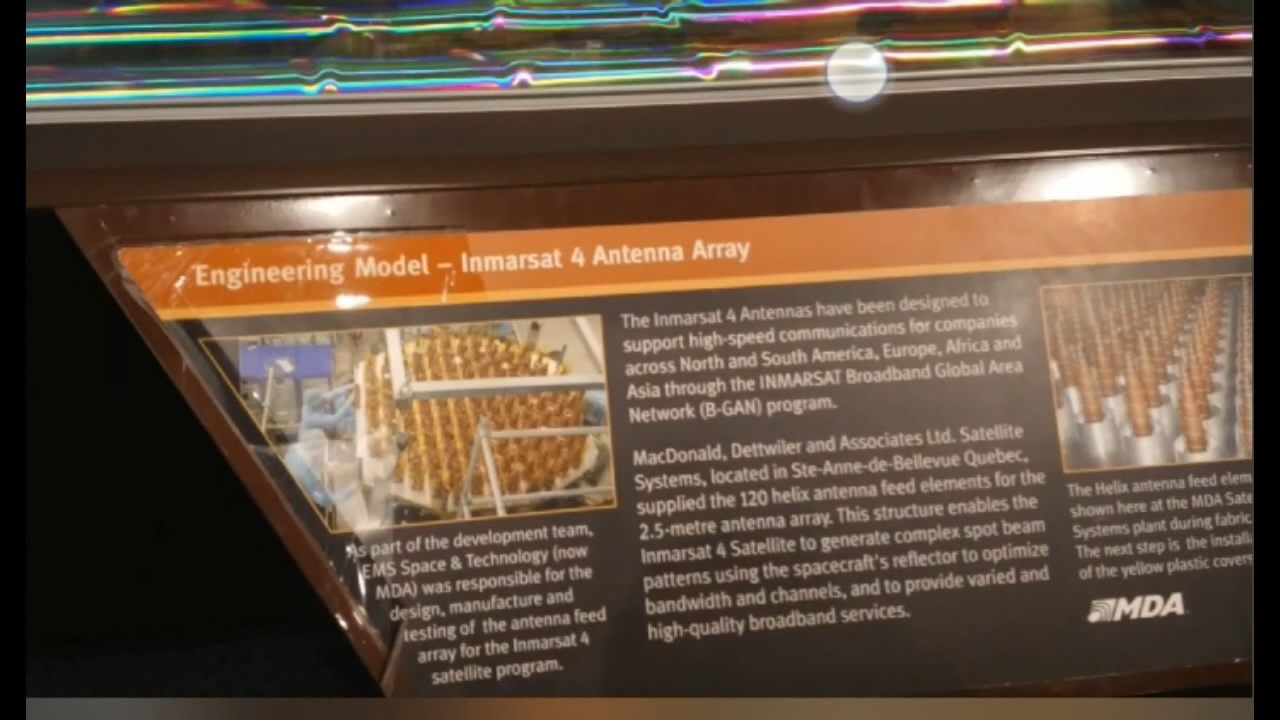 Engineering Model – Inmarsat 4 Antenna Array
As part of the development team,
EMS Space & Technology (now
MDA) was responsible for the
design, manufacture and
testing of the antenna feed
array for the Inmarsat 4
satellite program.
The Inmarsat 4 Antennas have been designed to
support high-speed communications for companies
across North and South America, Europe, Africa and
Asia through the INMARSAT Broadband Global Area
Network (B-GAN) program.
MacDonald, Dettwiler and Associates Ltd. Satellite
Systems, located in Ste-Anne-de-Bellevue Quebec,
supplied the 120 helix antenna feed elements for the
2.5-metre antenna array. This structure enables the
Inmarsat 4 Satellite to generate complex spot beam
patterns using the spacecraft's reflector to optimize
bandwidth and channels, and to provide varied and
high-quality broadband services.
The Helix antenna feed elem
shown here at the MDA Sate
Systems plant during fabric
The next step is the install
of the yellow plastic covers
MDA